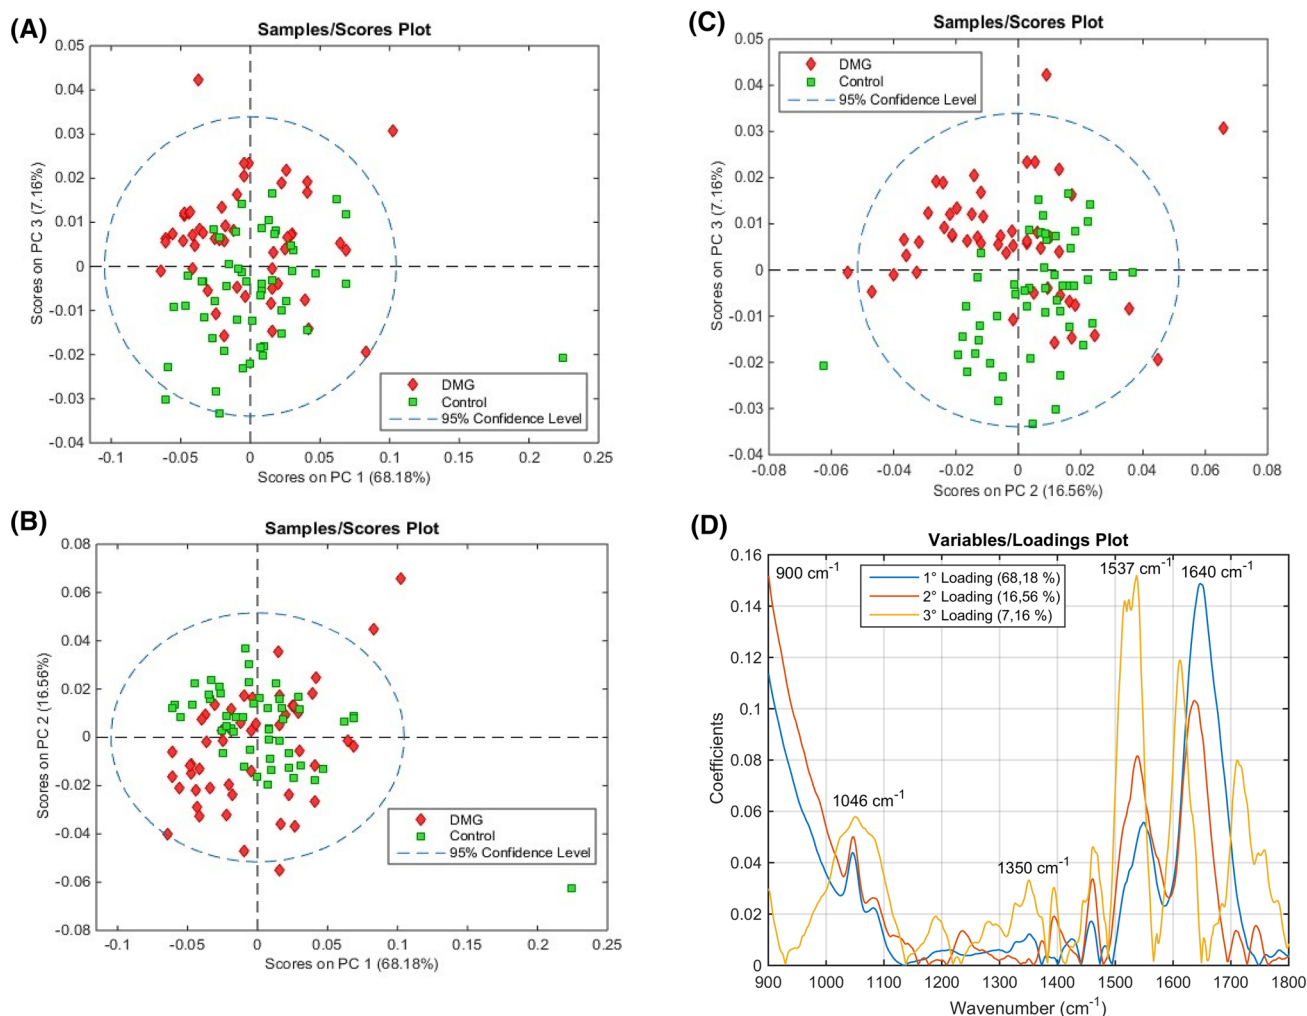 (A)
Samples/Scores Plot
0.05
0.04
0.03
0.02
0.01
0
-0.01
-0.02
-0.03
-0.04
Scores on PC 3 (7.16%)
-0.1 -0.05 0 0.05 0.1 0.15 0.2 0.25
Scores on PC 1 (68.18%)
DMG
Control
95% Confidence Level
(C)
Samples/Scores Plot
0.05
0.04
0.03
0.02
0.01
0
-0.01
-0.02
-0.03
-0.04
Scores on PC 3 (7.16%)
-0.08 -0.06 -0.04 -0.02 0 0.02 0.04 0.06 0.08
Scores on PC 2 (16.56%)
DMG
Control
95% Confidence Level
(B)
Samples/Scores Plot
0.08
0.06
0.04
0.02
0
-0.02
-0.04
-0.06
-0.08
Scores on PC 2 (16.56%)
-0.1 -0.05 0 0.05 0.1 0.15 0.2 0.25
Scores on PC 1 (68.18%)
DMG
Control
95% Confidence Level
(D)
Variables/Loadings Plot
0.16
0.14
0.12
0.1
0.08
0.06
0.04
0.02
0
Coefficients
900 cm-1
1° Loading (68,18 %)
2° Loading (16,56 %)
3° Loading (7,16 %)
1537 cm-1
1640 cm-1
1046 cm-1
1350 cm-1
900 1000 1100 1200 1300 1400 1500 1600 1700 1800
Wavenumber (cm-1)